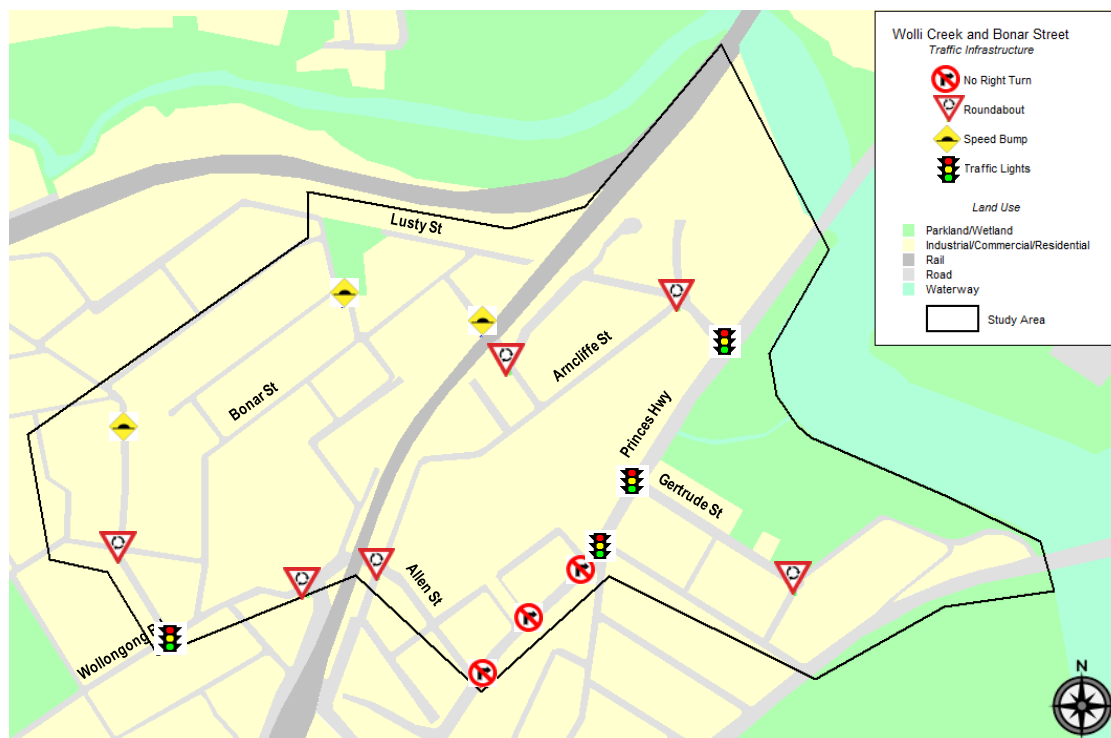 Wolli Creek and Bonar Street
Traffic Infrastructure
No Right Turn
Roundabout
Speed Bump
Traffic Lights
Land Use
Parkland/Wetland
Industrial/Commercial/Residential
Rail
Road
Waterway
Study Area
Lusty St
Bonar St
Arncliffe St
Princes Hwy
Gertrude St
Allen St
Wollongong
N